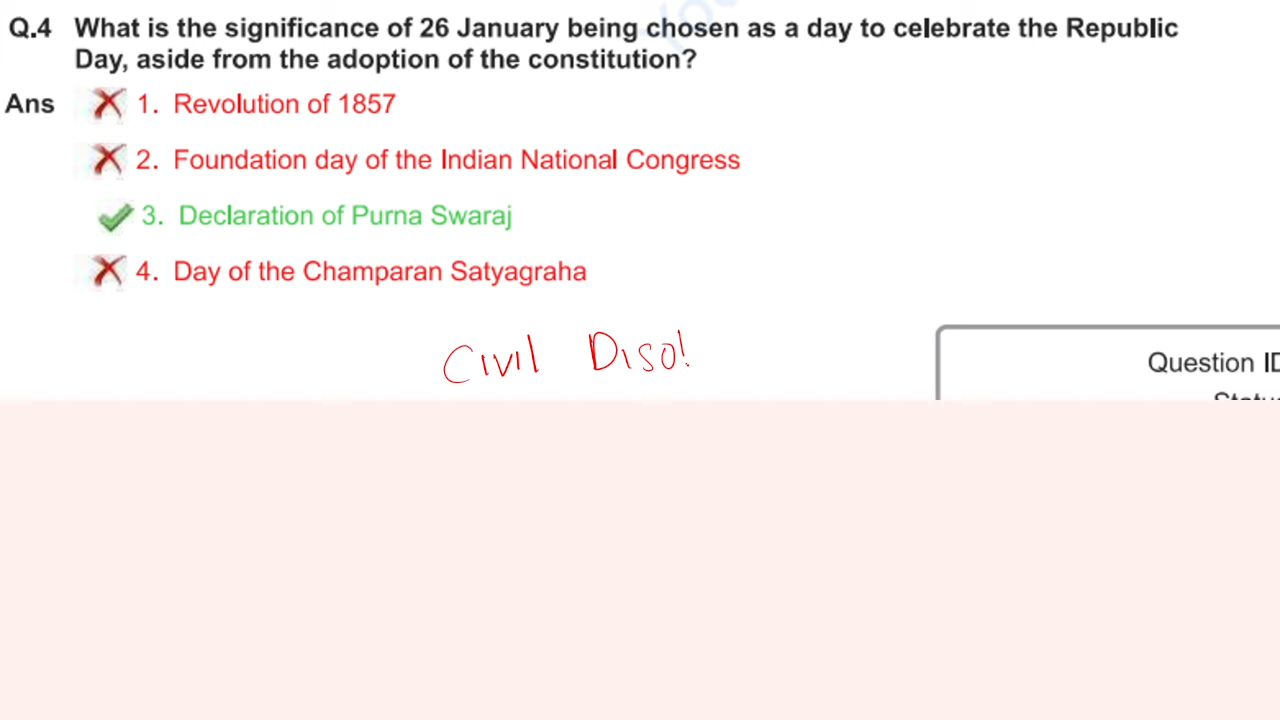 Q.4 What is the significance of 26 January being chosen as a day to celebrate the Republic
Day, aside from the adoption of the constitution?
Ans 1. Revolution of 1857
2. Foundation day of the Indian National Congress
3. Declaration of Purna Swaraj
4. Day of the Champaran Satyagraha
Civil Diso
Question ID